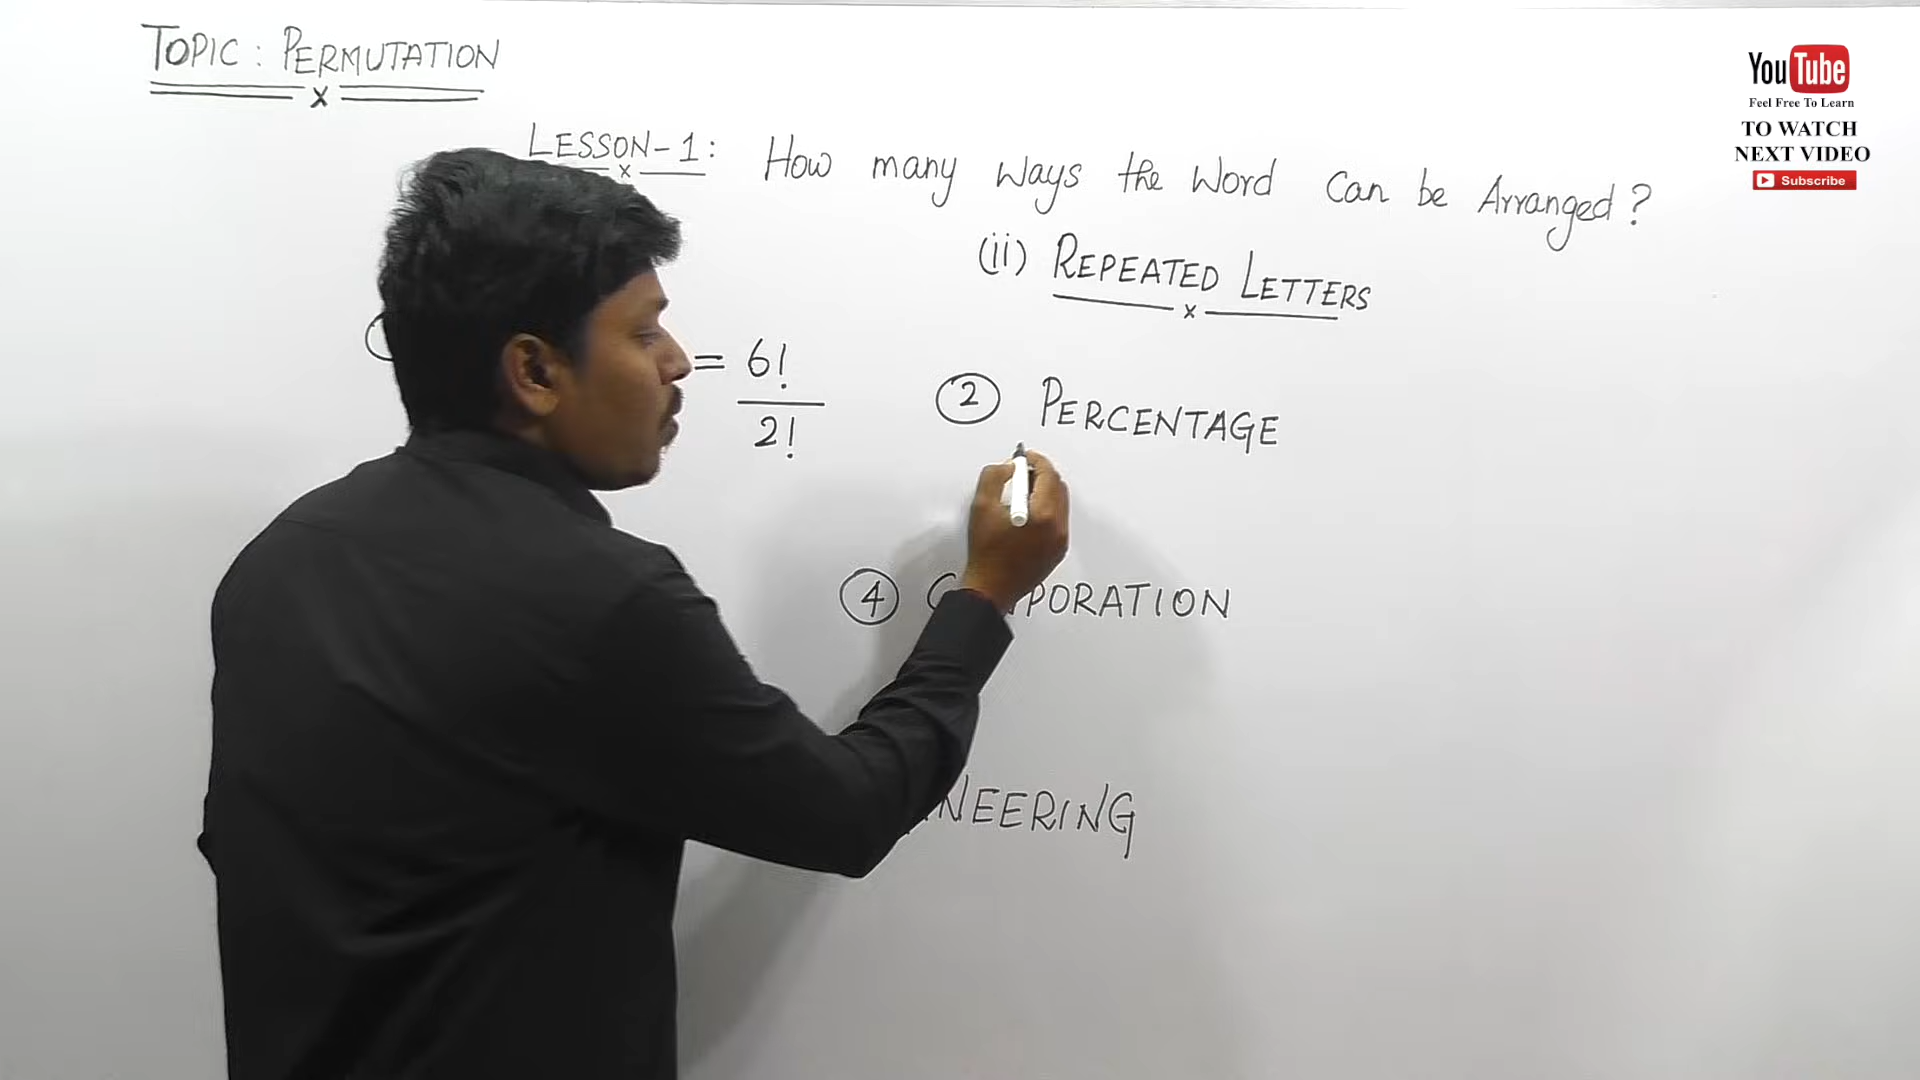 TOPIC : PERMUTATION
x
LESSON-1: How many ways the Word Can be Arranged?
x
(ii) REPEATED LETTERS
x
= 6!
2!
2 PERCENTAGE
4 PORATION
NEERING
YouTube
Feel Free To Learn
TO WATCH
NEXT VIDEO
Subscribe